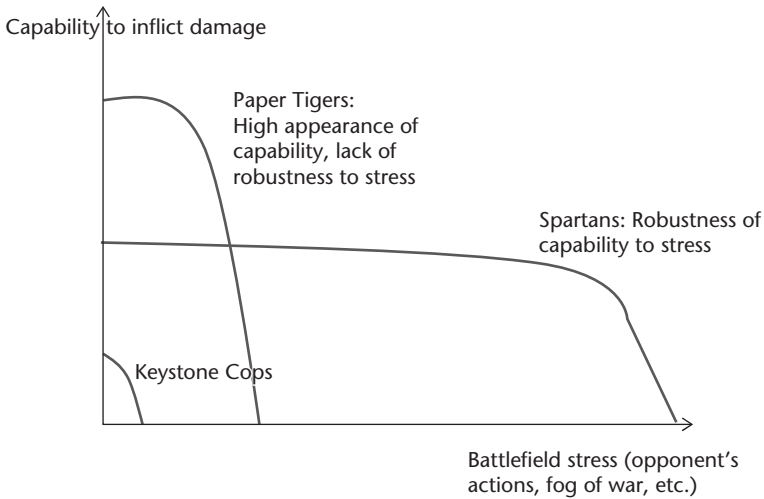 Capability to inflict damage
Paper Tigers:
High appearance of
capability, lack of
robustness to stress
Spartans: Robustness of
capability to stress
Keystone Cops
Battlefield stress (opponent’s
actions, fog of war, etc.)